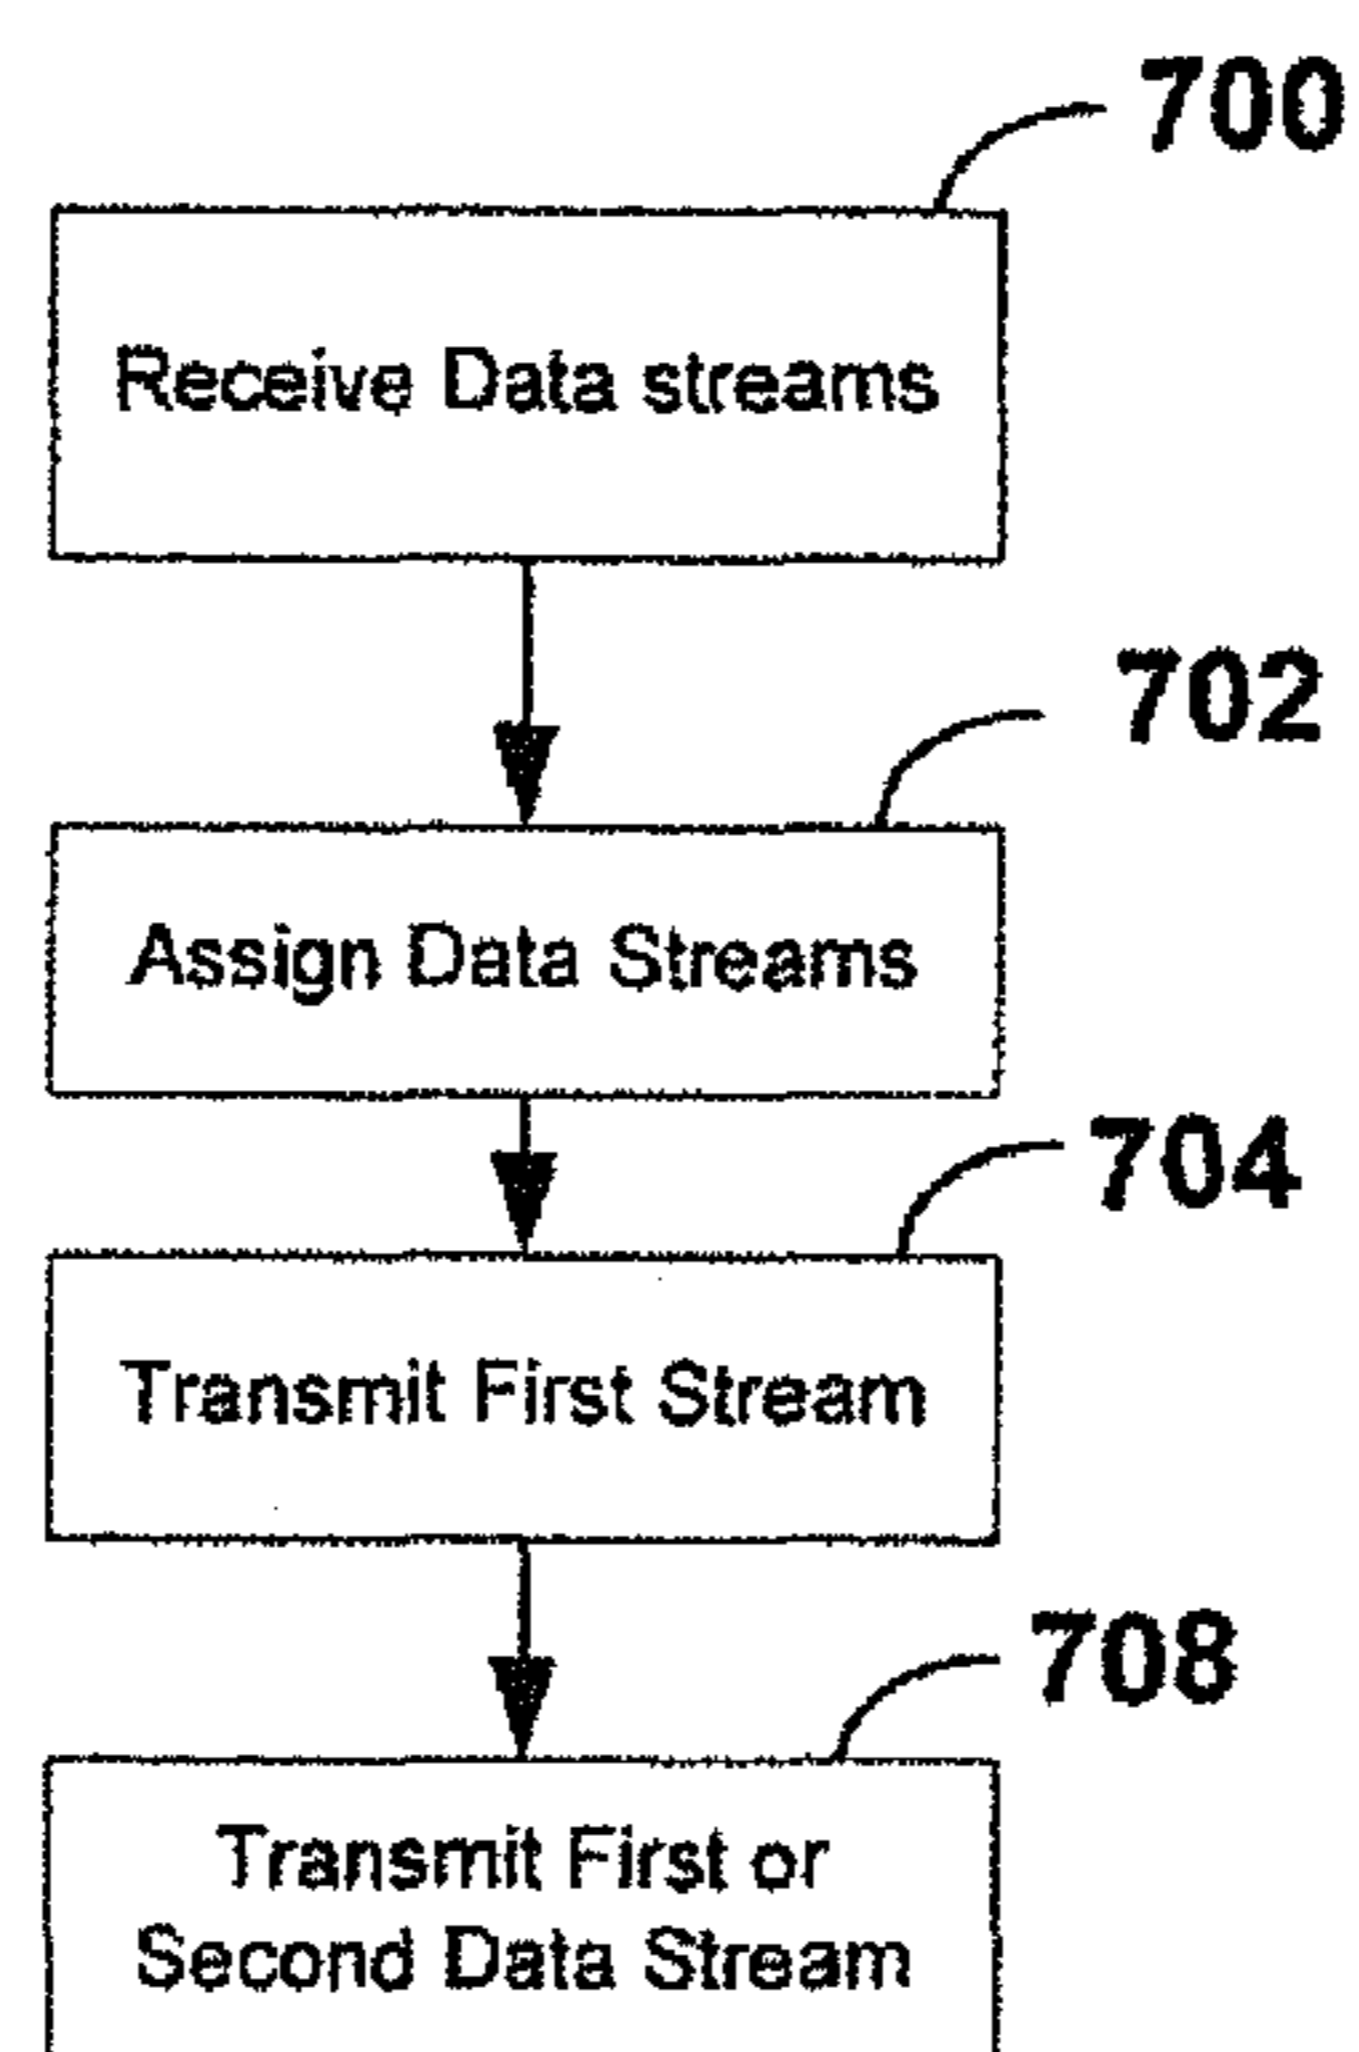 700
Receive Data streams
702
Assign Data Streams
704
Transmit First Stream
708
Transmit First or
Second Data Stream